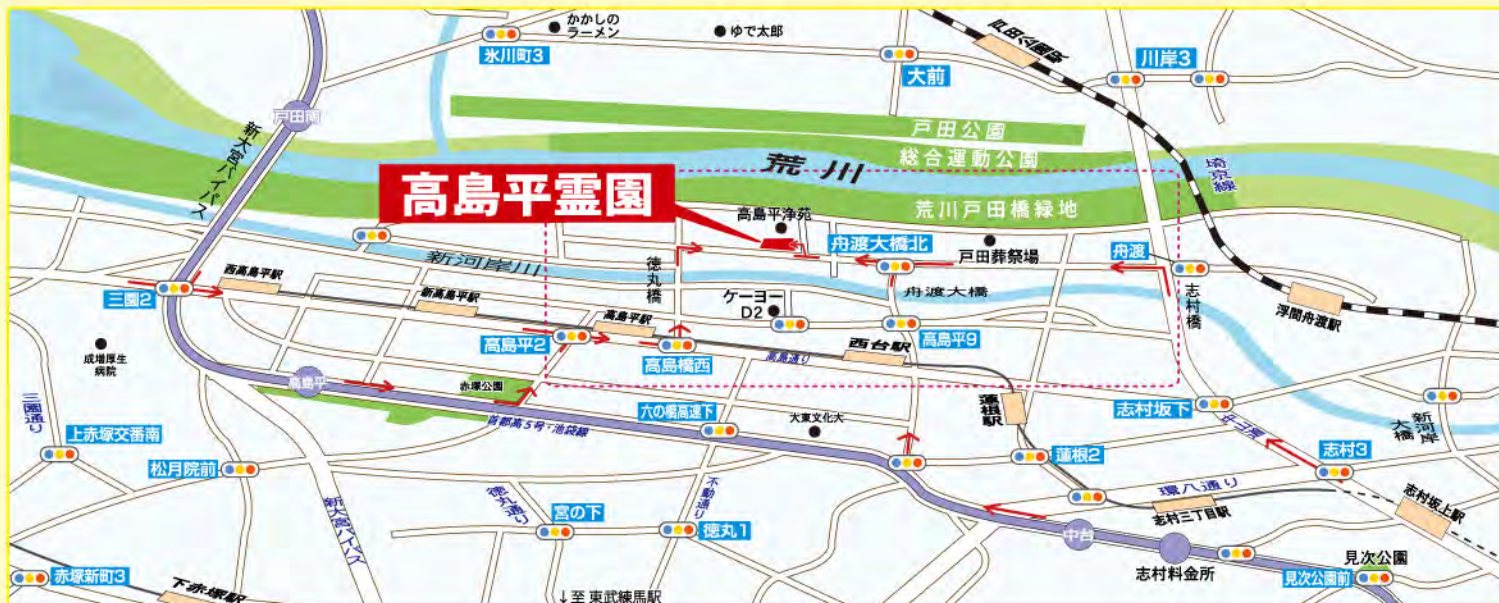 かかしの
ラーメン
ゆで太郎
氷川町3
大前
戸田公園駅
川岸3
戸田南
新大宮バイパス
戸田公園
総合運動公園
荒川
埼京線
高島平霊園
荒川戸田橋緑地
高島平浄苑
舟渡大橋北
戸田葬祭場
舟渡
新河岸川
徳丸橋
舟渡大橋
志村橋
西高島平駅
三園2
新高島平駅
ケーヨー
D2
浮間舟渡駅
高島平駅
高島平2
高島橋西
高島平9
西台駅
高島通り
成増厚生
病院
高島平
赤塚公園
蓮根駅
志村坂下
新河岸
大橋
三園通り
首都高5号・池袋線
六の橋高速下
大東文化大
上赤塚交番南
松月院前
蓮根2
志村3
環八通り
志村坂上駅
志村三丁目駅
徳丸通り
不動通り
宮の下
徳丸1
新大宮バイパス
中台
志村料金所
見次公園
見次公園前
赤塚新町3
下赤塚駅
↓至 東武練馬駅